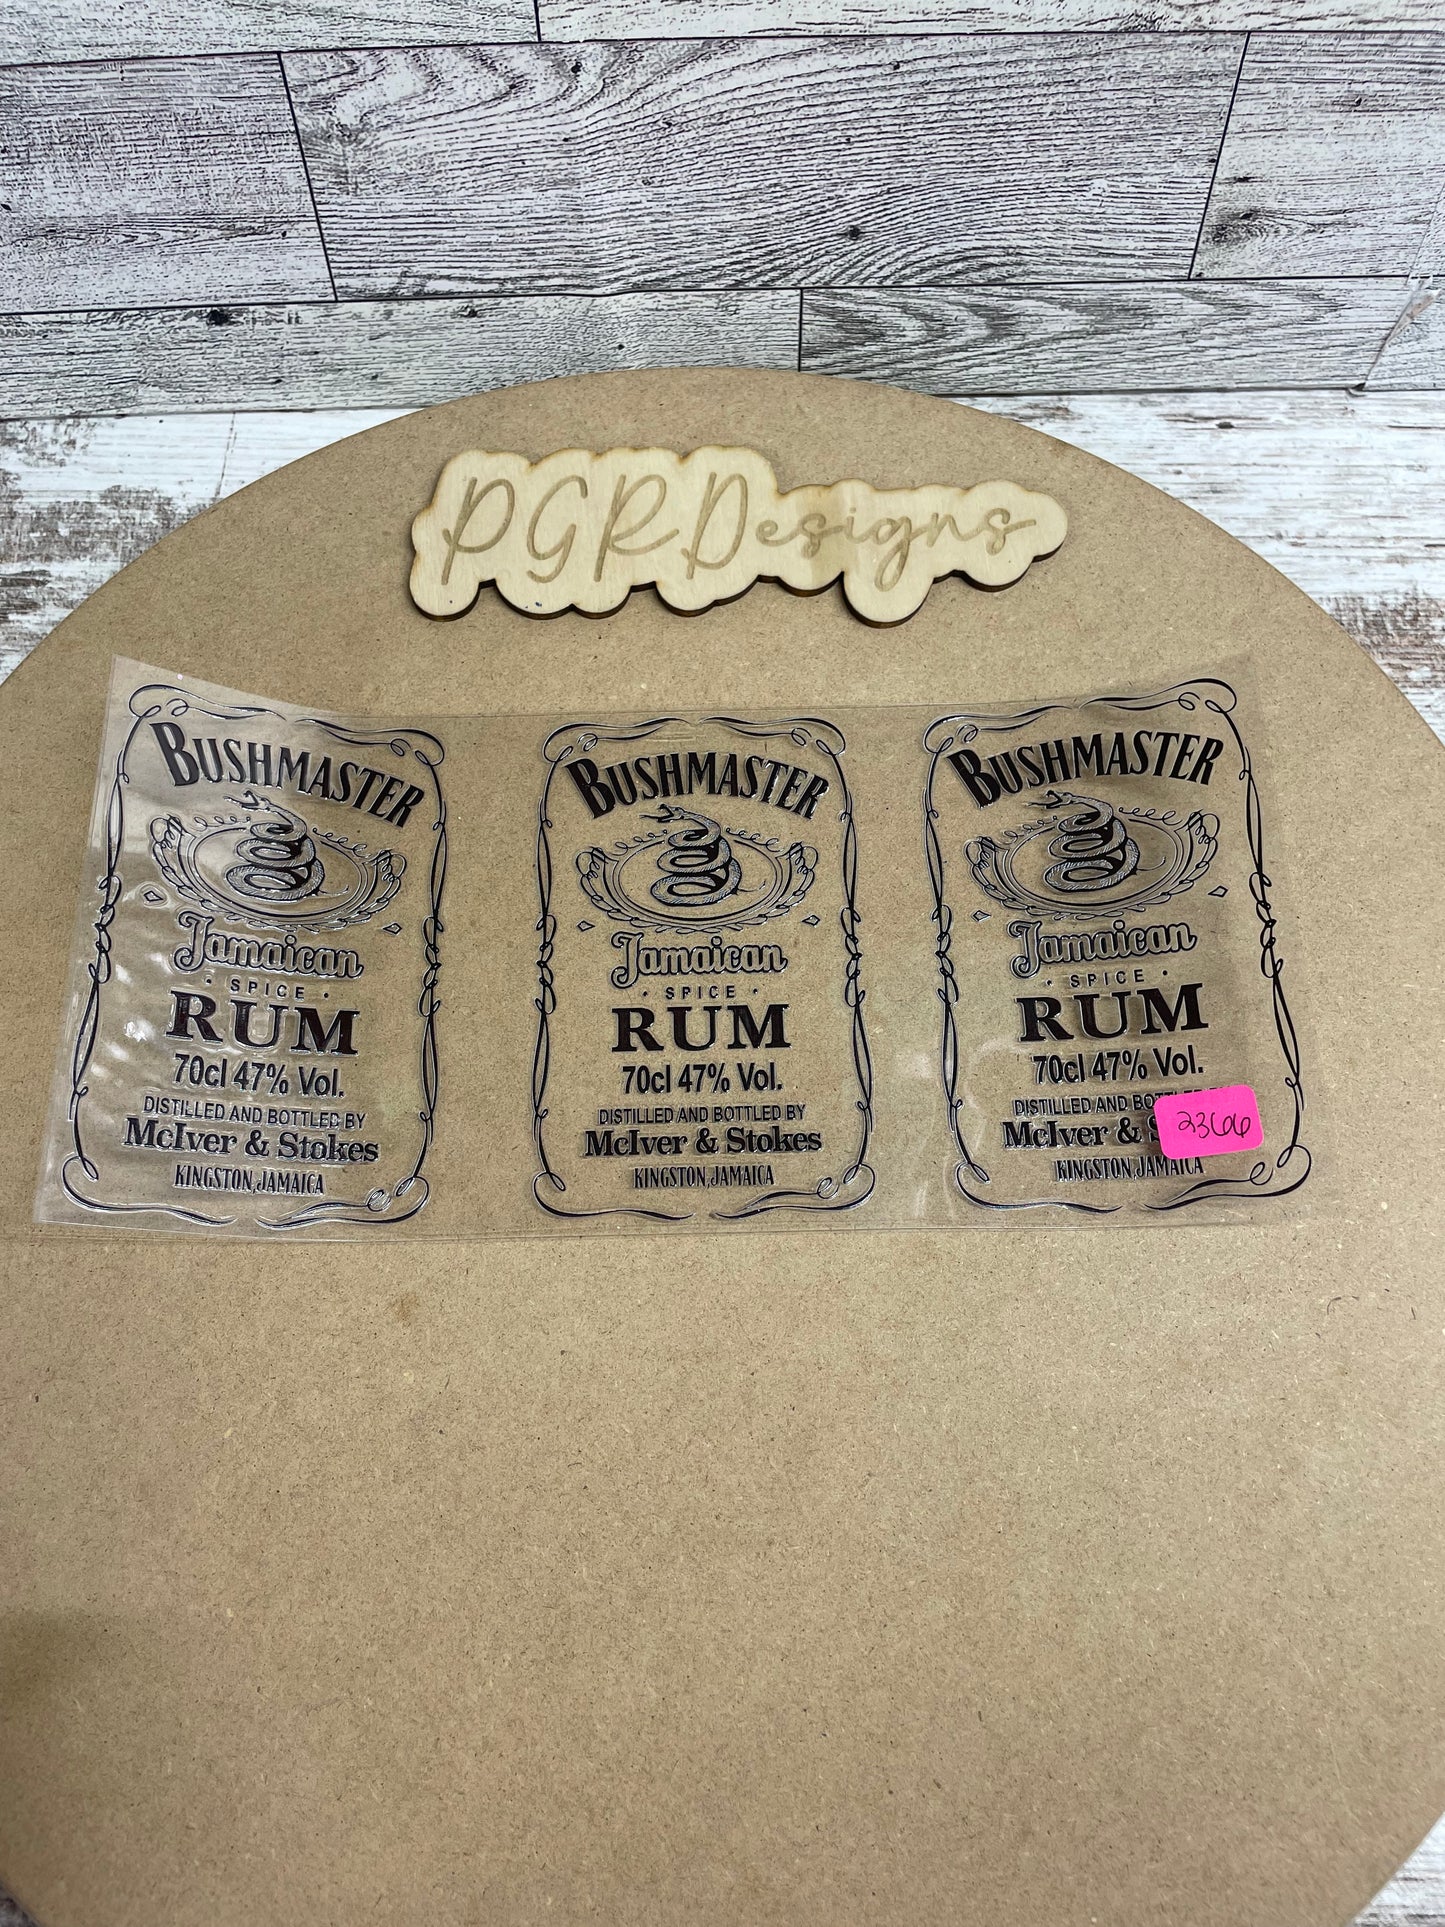 PGRDesigns
BUSHMASTER
Jamaican
· SPICE ·
RUM
70cl 47% Vol.
DISTILLED AND BOTTLED BY
McIver & Stokes
KINGSTON, JAMAICA
BUSHMASTER
Jamaican
· SPICE ·
RUM
70cl 47% Vol.
DISTILLED AND BOTTLED BY
McIver & Stokes
KINGSTON, JAMAICA
BUSHMASTER
Jamaican
· SPICE ·
RUM
70cl 47% Vol.
DISTILLED AND
McIver &
2366
KINGSTON, JAMAICA